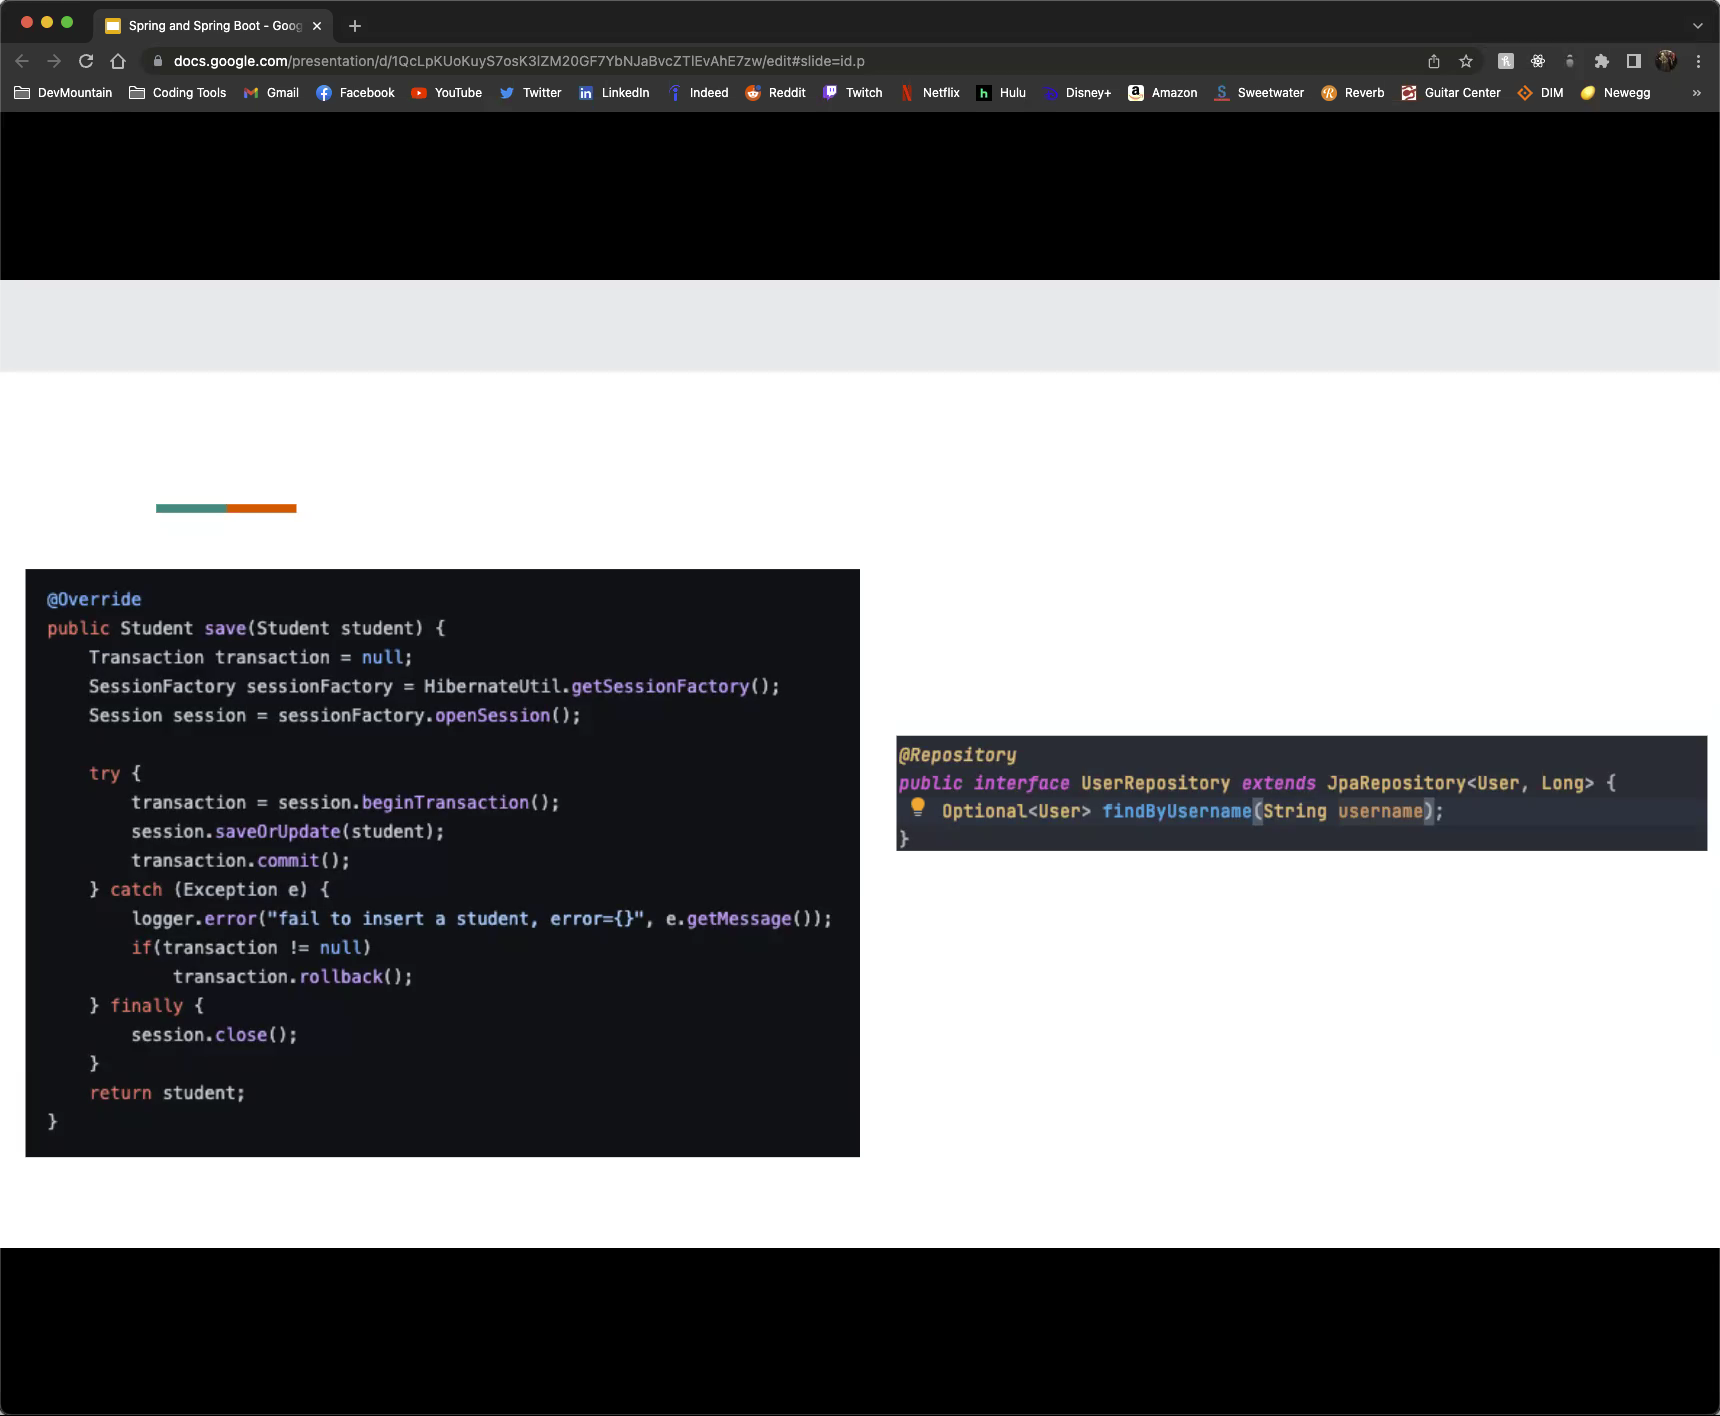 Spring and Spring Boot - Goog
docs.google.com/presentation/d/1QcLpKUoKuyS7osK3lZM20GF7YbNJaBvcZTlEvAhE7zw/edit#slide=id.p
DevMountain Coding Tools Gmail Facebook YouTube Twitter LinkedIn Indeed Reddit Twitch Netflix Hulu Disney+ Amazon Sweetwater Reverb Guitar Center DIM Newegg »
@Override
public Student save(Student student) {
    Transaction transaction = null;
    SessionFactory sessionFactory = HibernateUtil.getSessionFactory();
    Session session = sessionFactory.openSession();
    try {
        transaction = session.beginTransaction();
        session.saveOrUpdate(student);
        transaction.commit();
    } catch (Exception e) {
        logger.error("fail to insert a student, error={}", e.getMessage());
        if(transaction != null)
            transaction.rollback();
    } finally {
        session.close();
    }
    return student;
}
@Repository
public interface UserRepository extends JpaRepository<User, Long> {
    Optional<User> findByUsername(String username);
}